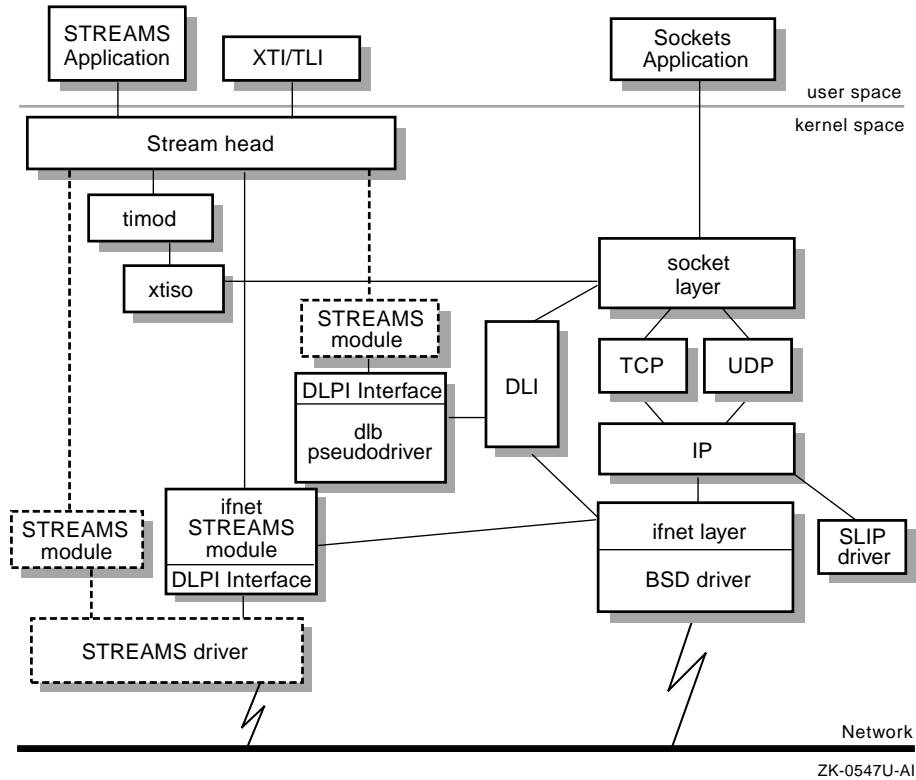 STREAMS
Application
XTI/TLI
Sockets
Application
user space
kernel space
Stream head
timod
xtiso
socket
layer
STREAMS
module
DLI
TCP
UDP
DLPI Interface
dlb
pseudodriver
IP
ifnet
STREAMS
module
DLPI Interface
STREAMS
module
ifnet layer
BSD driver
SLIP
driver
STREAMS driver
Network
ZK-0547U-AI